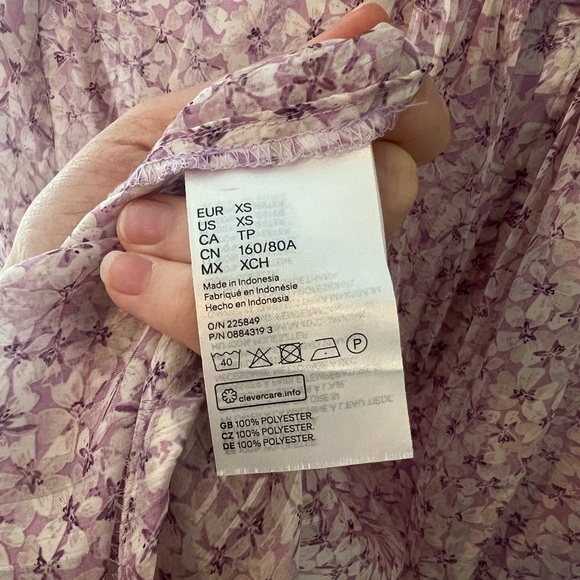 EUR XS
US XS
CA TP
CN 160/80A
MX XCH
Made in Indonesia
Fabriqué en Indonésie
Hecho en Indonesia
O/N 225849
P/N 0884319 3
40 P
clevercare.info
GB 100% POLYESTER.
CZ 100% POLYESTER.
DE 100% POLYESTER.